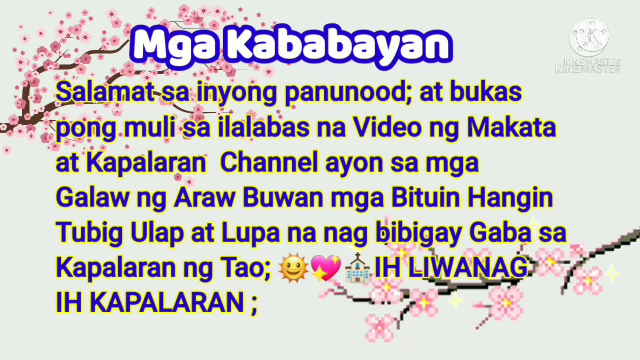 Mga Kababayan
KINEMASTER
KINEMASTER
Salamat sa inyong panunood; at bukas
pong muli sa ilalabas na Video ng Makata
at Kapalaran Channel ayon sa mga
Galaw ng Araw Buwan mga Bituin Hangin
Tubig Ulap at Lupa na nag bibigay Gaba sa
Kapalaran ng Tao; 🌞💖⛪IH LIWANAG
IH KAPALARAN ;